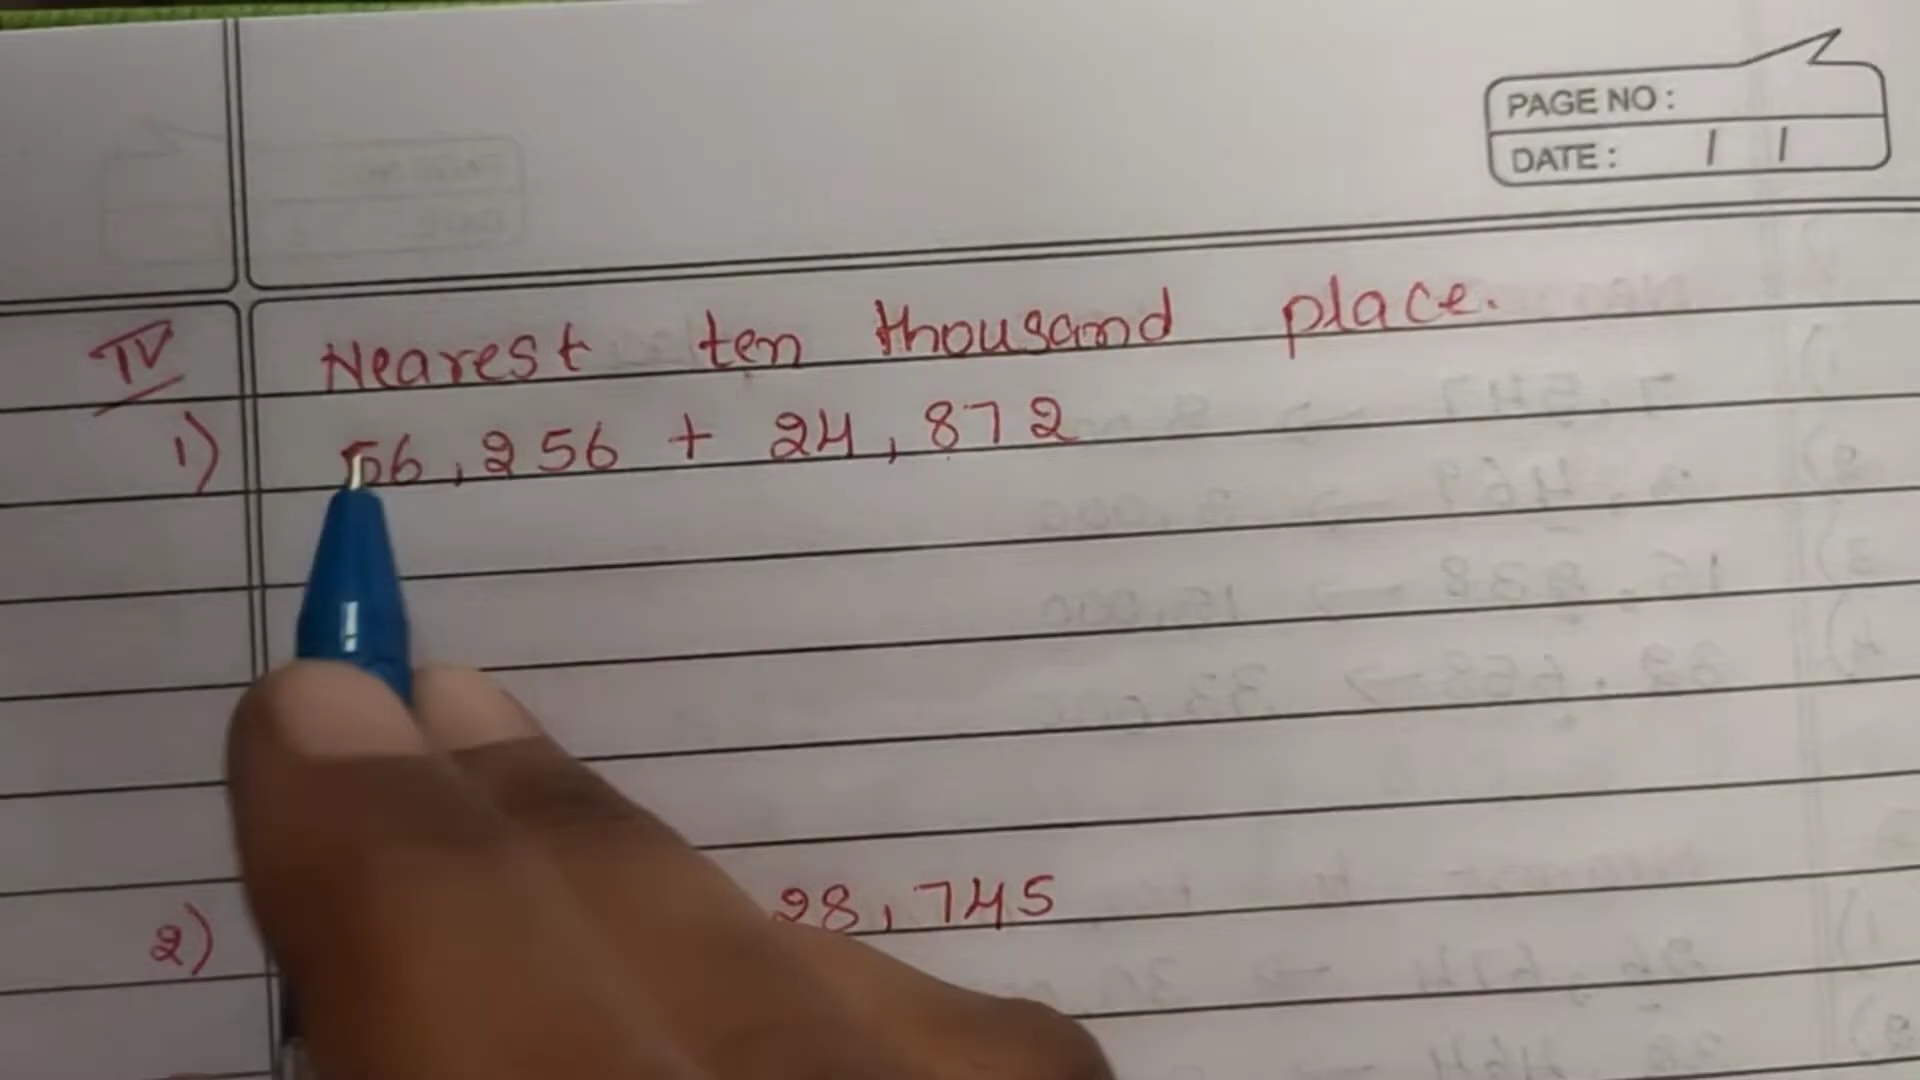 PAGE NO :
DATE : / /
IV Nearest ten thousand place.
1) 56,256 + 24,872
2) 28,745